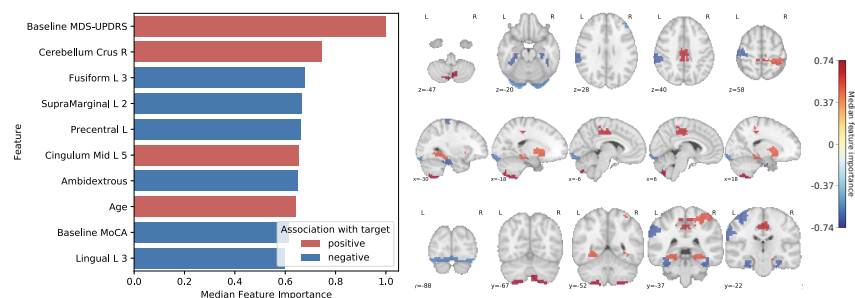 Baseline MDS-UPDRS
Cerebellum Crus R
Fusiform L 3
SupraMarginal L 2
Precentral L
Cingulum Mid L 5
Ambidextrous
Age
Baseline MoCA
Lingual L 3
Feature
0.0 0.2 0.4 0.6 0.8 1.0
Median Feature Importance
Association with target
positive
negative
L R L R L R L R L R
z=-47 z=-20 z=28 z=40 z=58
x=-30 x=-18 x=-6 x=6 x=18
L R L R L R L R L R
y=-67 y=-52 y=-37 y=-22
0.74
0.37
0
-0.37
-0.74
Median feature importance